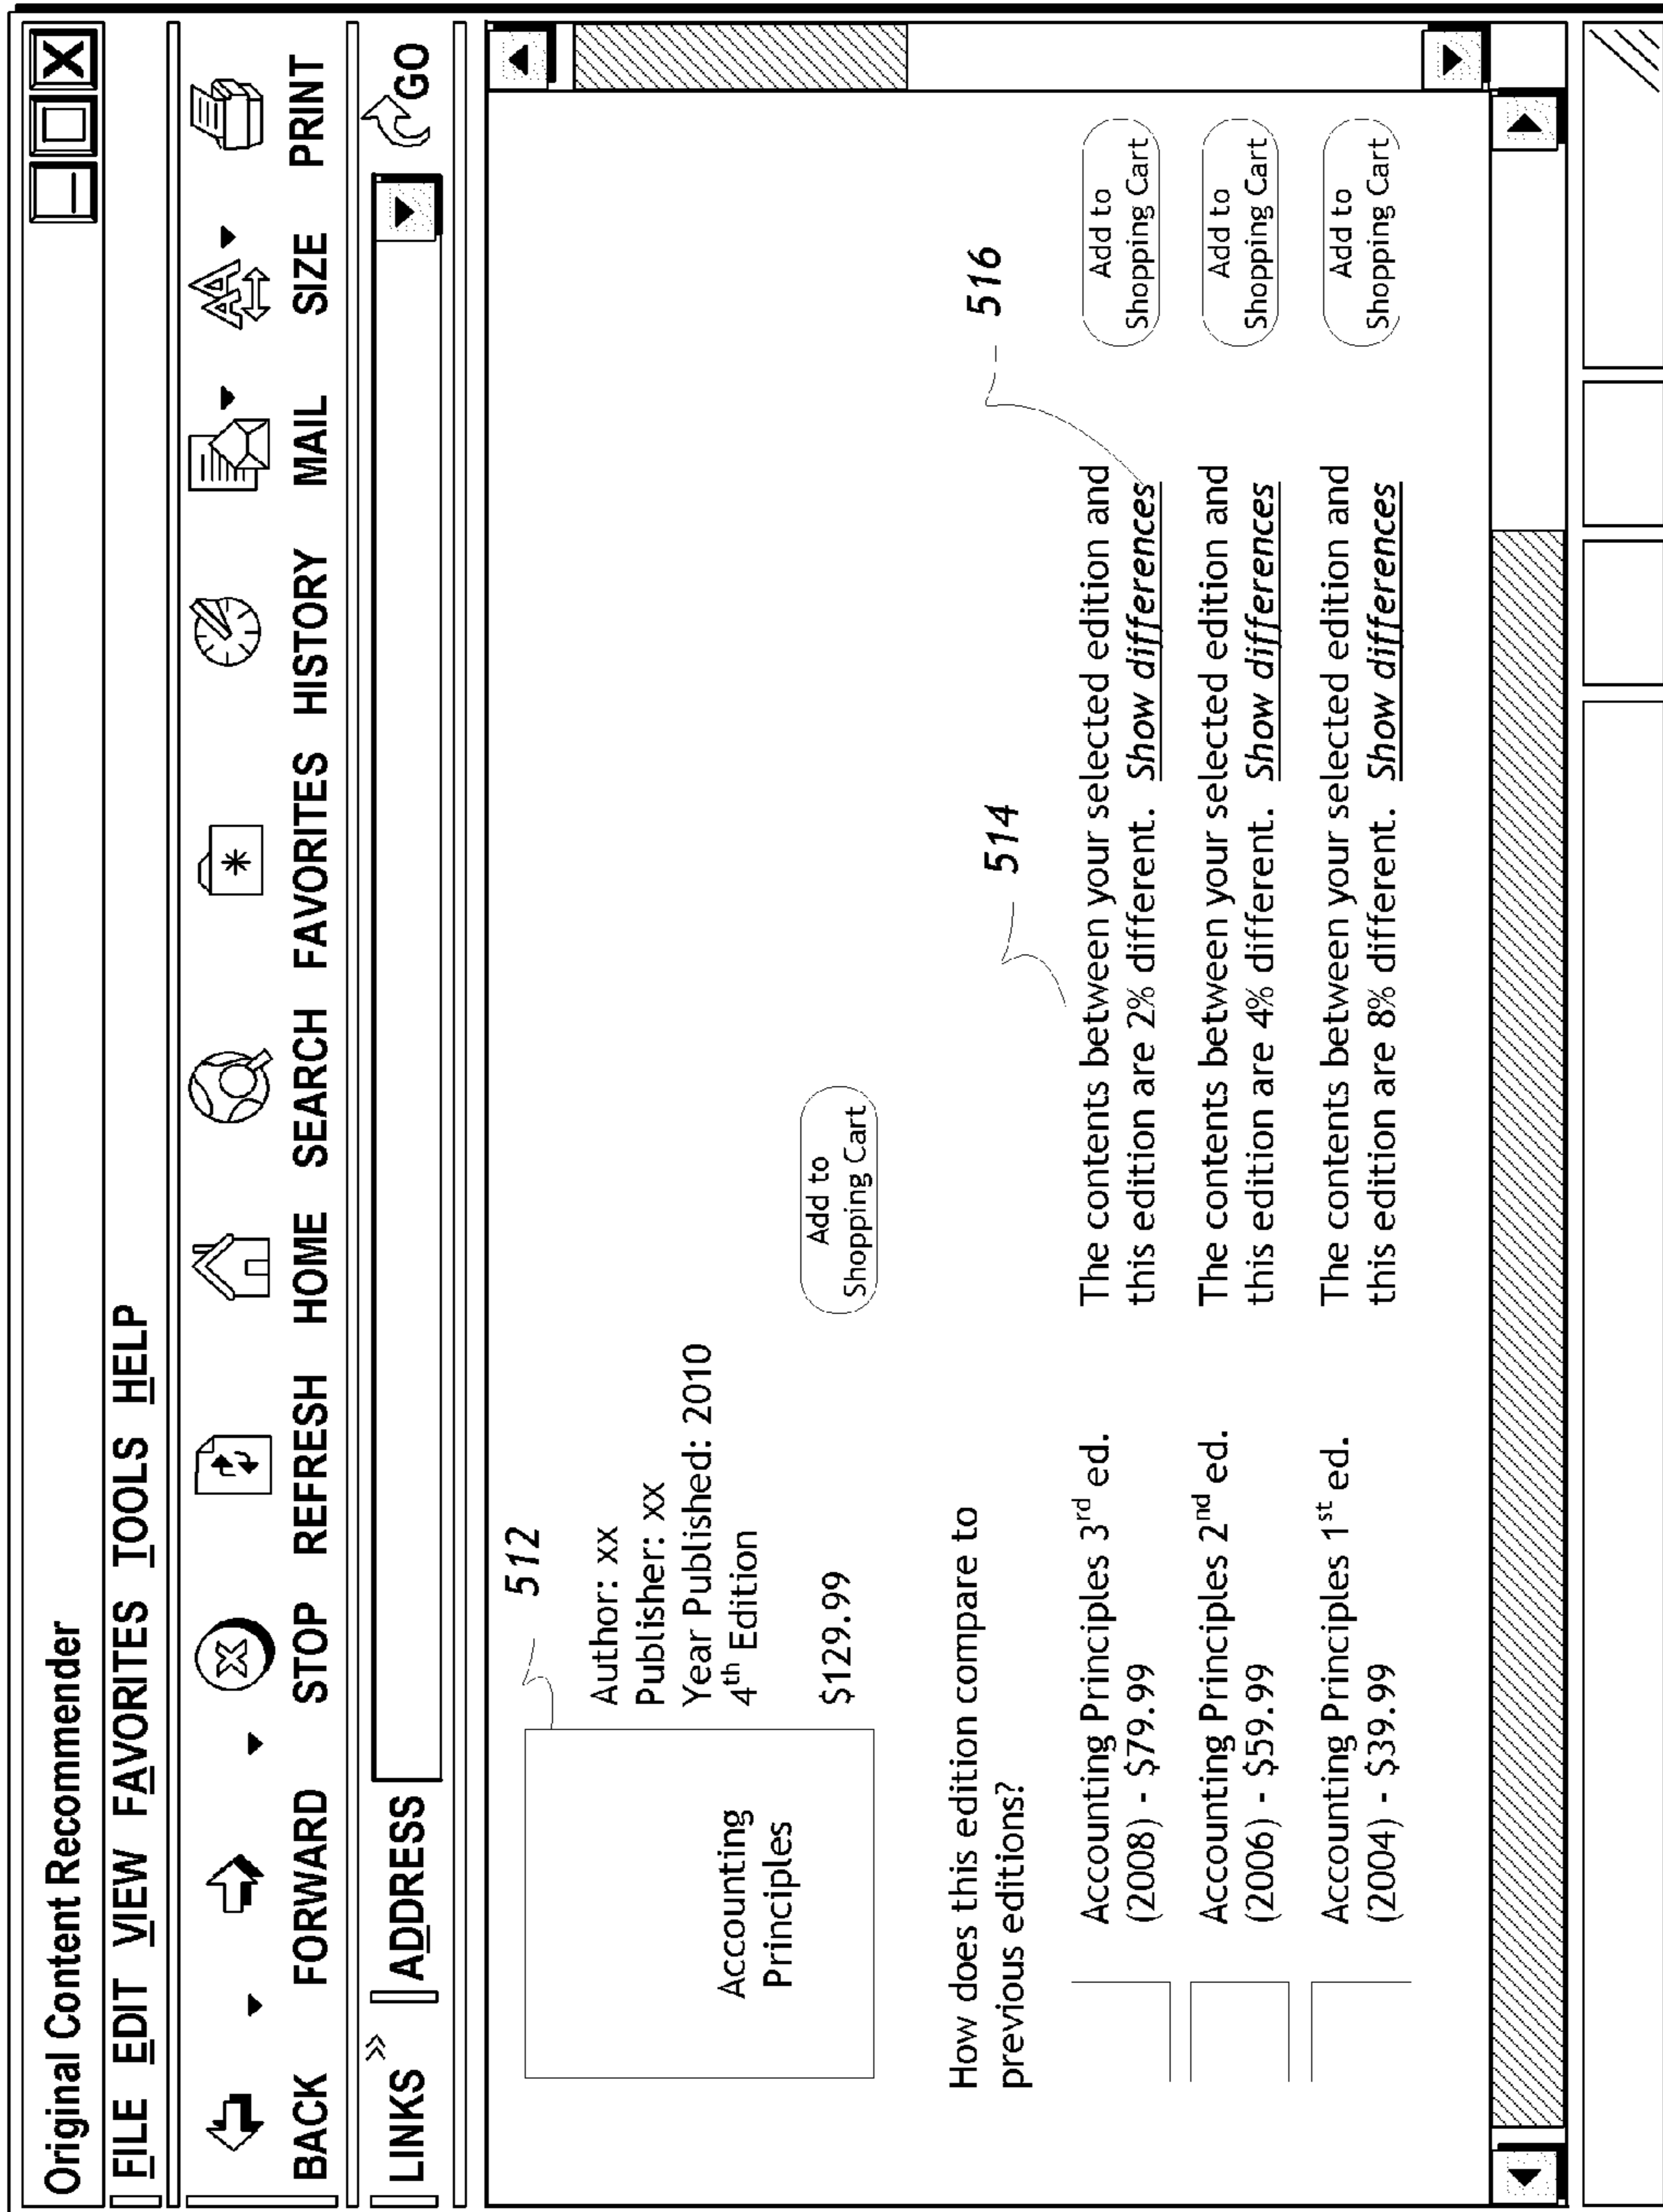 Original Content Recommender
FILE EDIT VIEW FAVORITES TOOLS HELP
BACK FORWARD STOP REFRESH HOME SEARCH FAVORITES HISTORY MAIL SIZE PRINT
LINKS » ADDRESS GO
512
Accounting
Principles
Author: xx
Publisher: xx
Year Published: 2010
4th Edition
$129.99
Add to
Shopping Cart
How does this edition compare to
previous editions?
514
516
Accounting Principles 3rd ed.
(2008) - $79.99
The contents between your selected edition and
this edition are 2% different. Show differences
Add to
Shopping Cart
Accounting Principles 2nd ed.
(2006) - $59.99
The contents between your selected edition and
this edition are 4% different. Show differences
Add to
Shopping Cart
Accounting Principles 1st ed.
(2004) - $39.99
The contents between your selected edition and
this edition are 8% different. Show differences
Add to
Shopping Cart